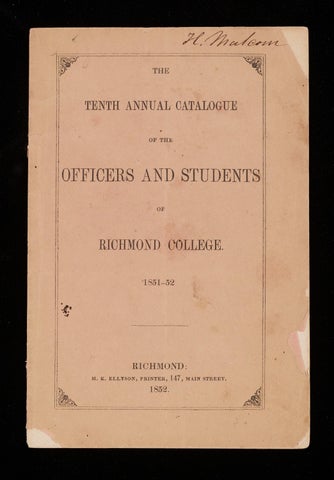 H. Malcom
THE
TENTH ANNUAL CATALOGUE
OF THE
OFFICERS AND STUDENTS
OF
RICHMOND COLLEGE.
1851-52
RICHMOND:
H. K. ELLYSON, PRINTER, 147, MAIN STREET.
1852.